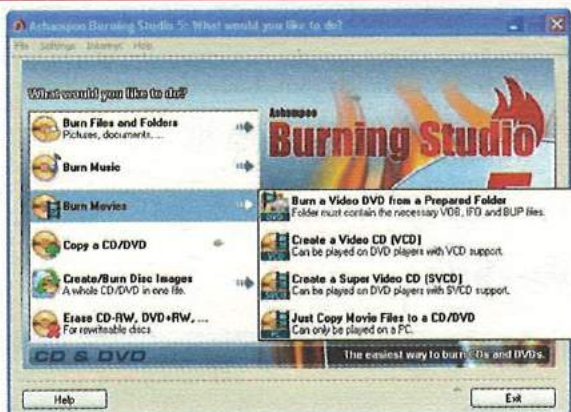 Ashampoo Burning Studio 5: What would you like to do?
File Settings Internet Help
What would you like to do?
Burn Files and Folders
Pictures, documents, ...
Burn Music
Burn Movies
Copy a CD/DVD
Create/Burn Disc Images
A whole CD/DVD in one file.
Erase CD-RW, DVD+RW, ...
For rewriteable discs.
Ashampoo
Burning Studio
5
Burn a Video DVD from a Prepared Folder
Folder must contain the necessary VOB, IFO and BUP files.
Create a Video CD (VCD)
Can be played on DVD players with VCD support.
Create a Super Video CD (SVCD)
Can be played on DVD players with SVCD support.
Just Copy Movie Files to a CD/DVD
Can only be played on a PC.
CD & DVD
The easiest way to burn CDs and DVDs.
Help
Exit